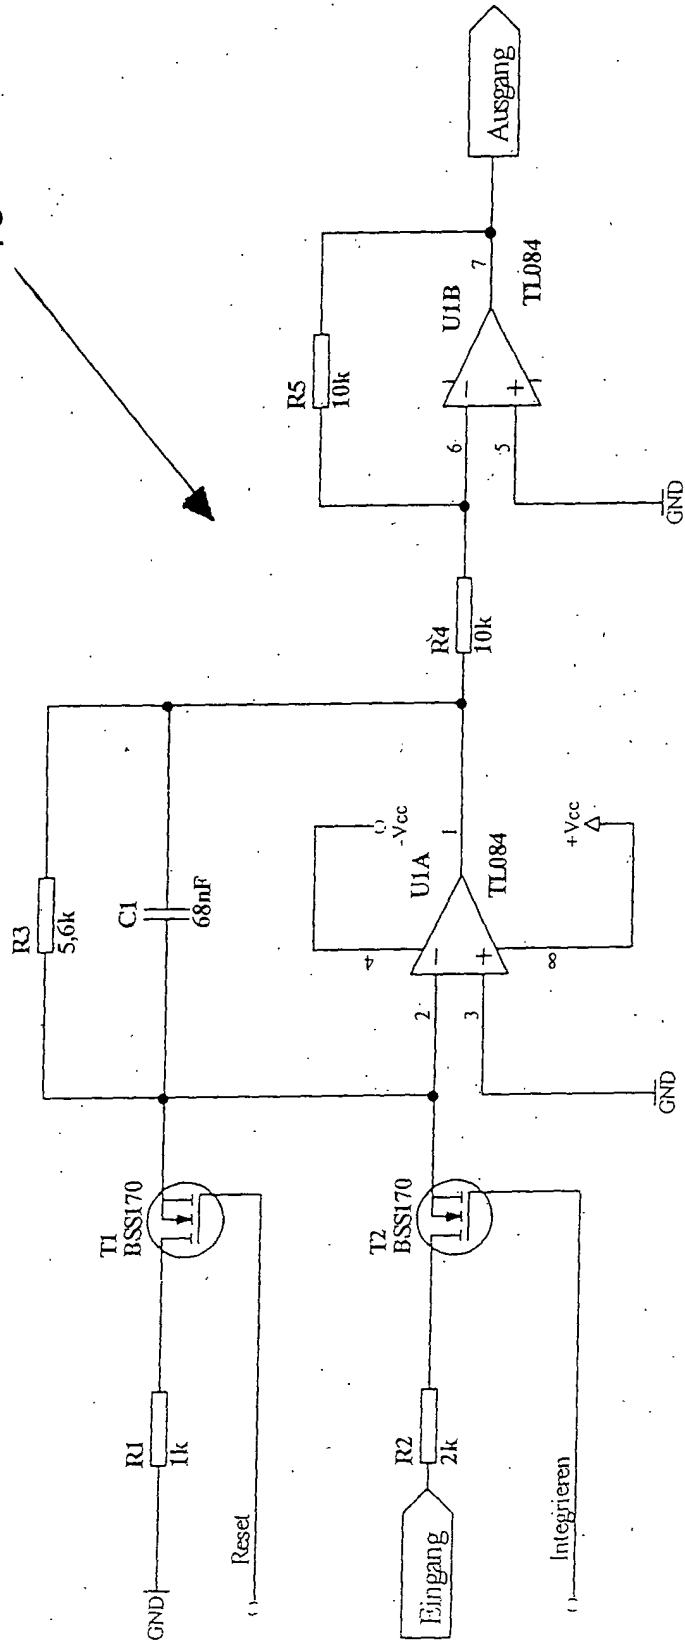 GND
R1
1k
Reset
T1
BSS170
R3
5,6k
C1
68nF
Eingang
R2
2k
Integrieren
T2
BSS170
2
3
4
8
1
-Vcc
+Vcc
U1A
TL084
GND
R4
10k
R5
10k
6
5
7
U1B
TL084
GND
Ausgang